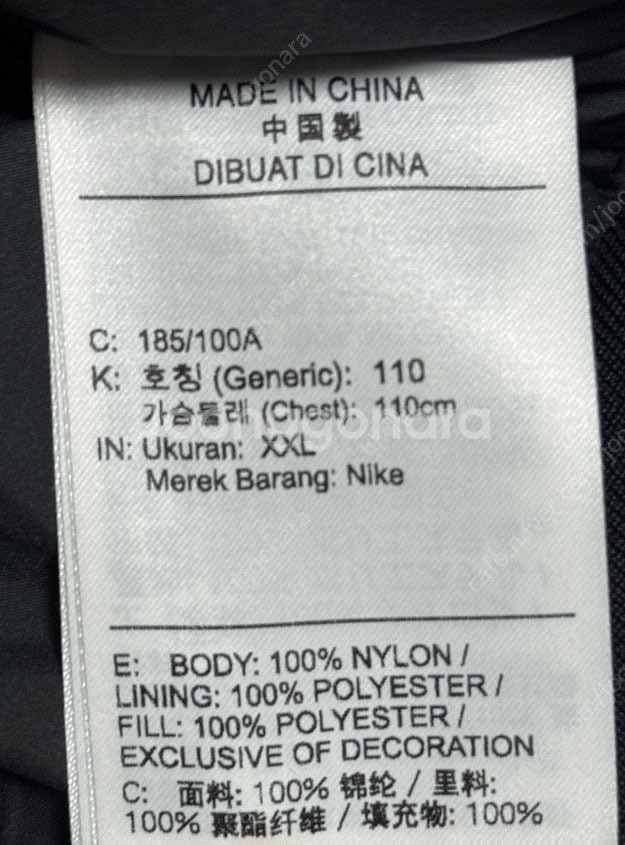 MADE IN CHINA
中国製
DIBUAT DI CINA
C: 185/100A
K: 호칭 (Generic): 110
가슴둘레 (Chest): 110cm
joongonara
IN: Ukuran: XXL
Merek Barang: Nike
E: BODY: 100% NYLON /
LINING: 100% POLYESTER /
FILL: 100% POLYESTER /
EXCLUSIVE OF DECORATION
C: 面料: 100% 锦纶 / 里料:
100% 聚酯纤维 / 填充物: 100%